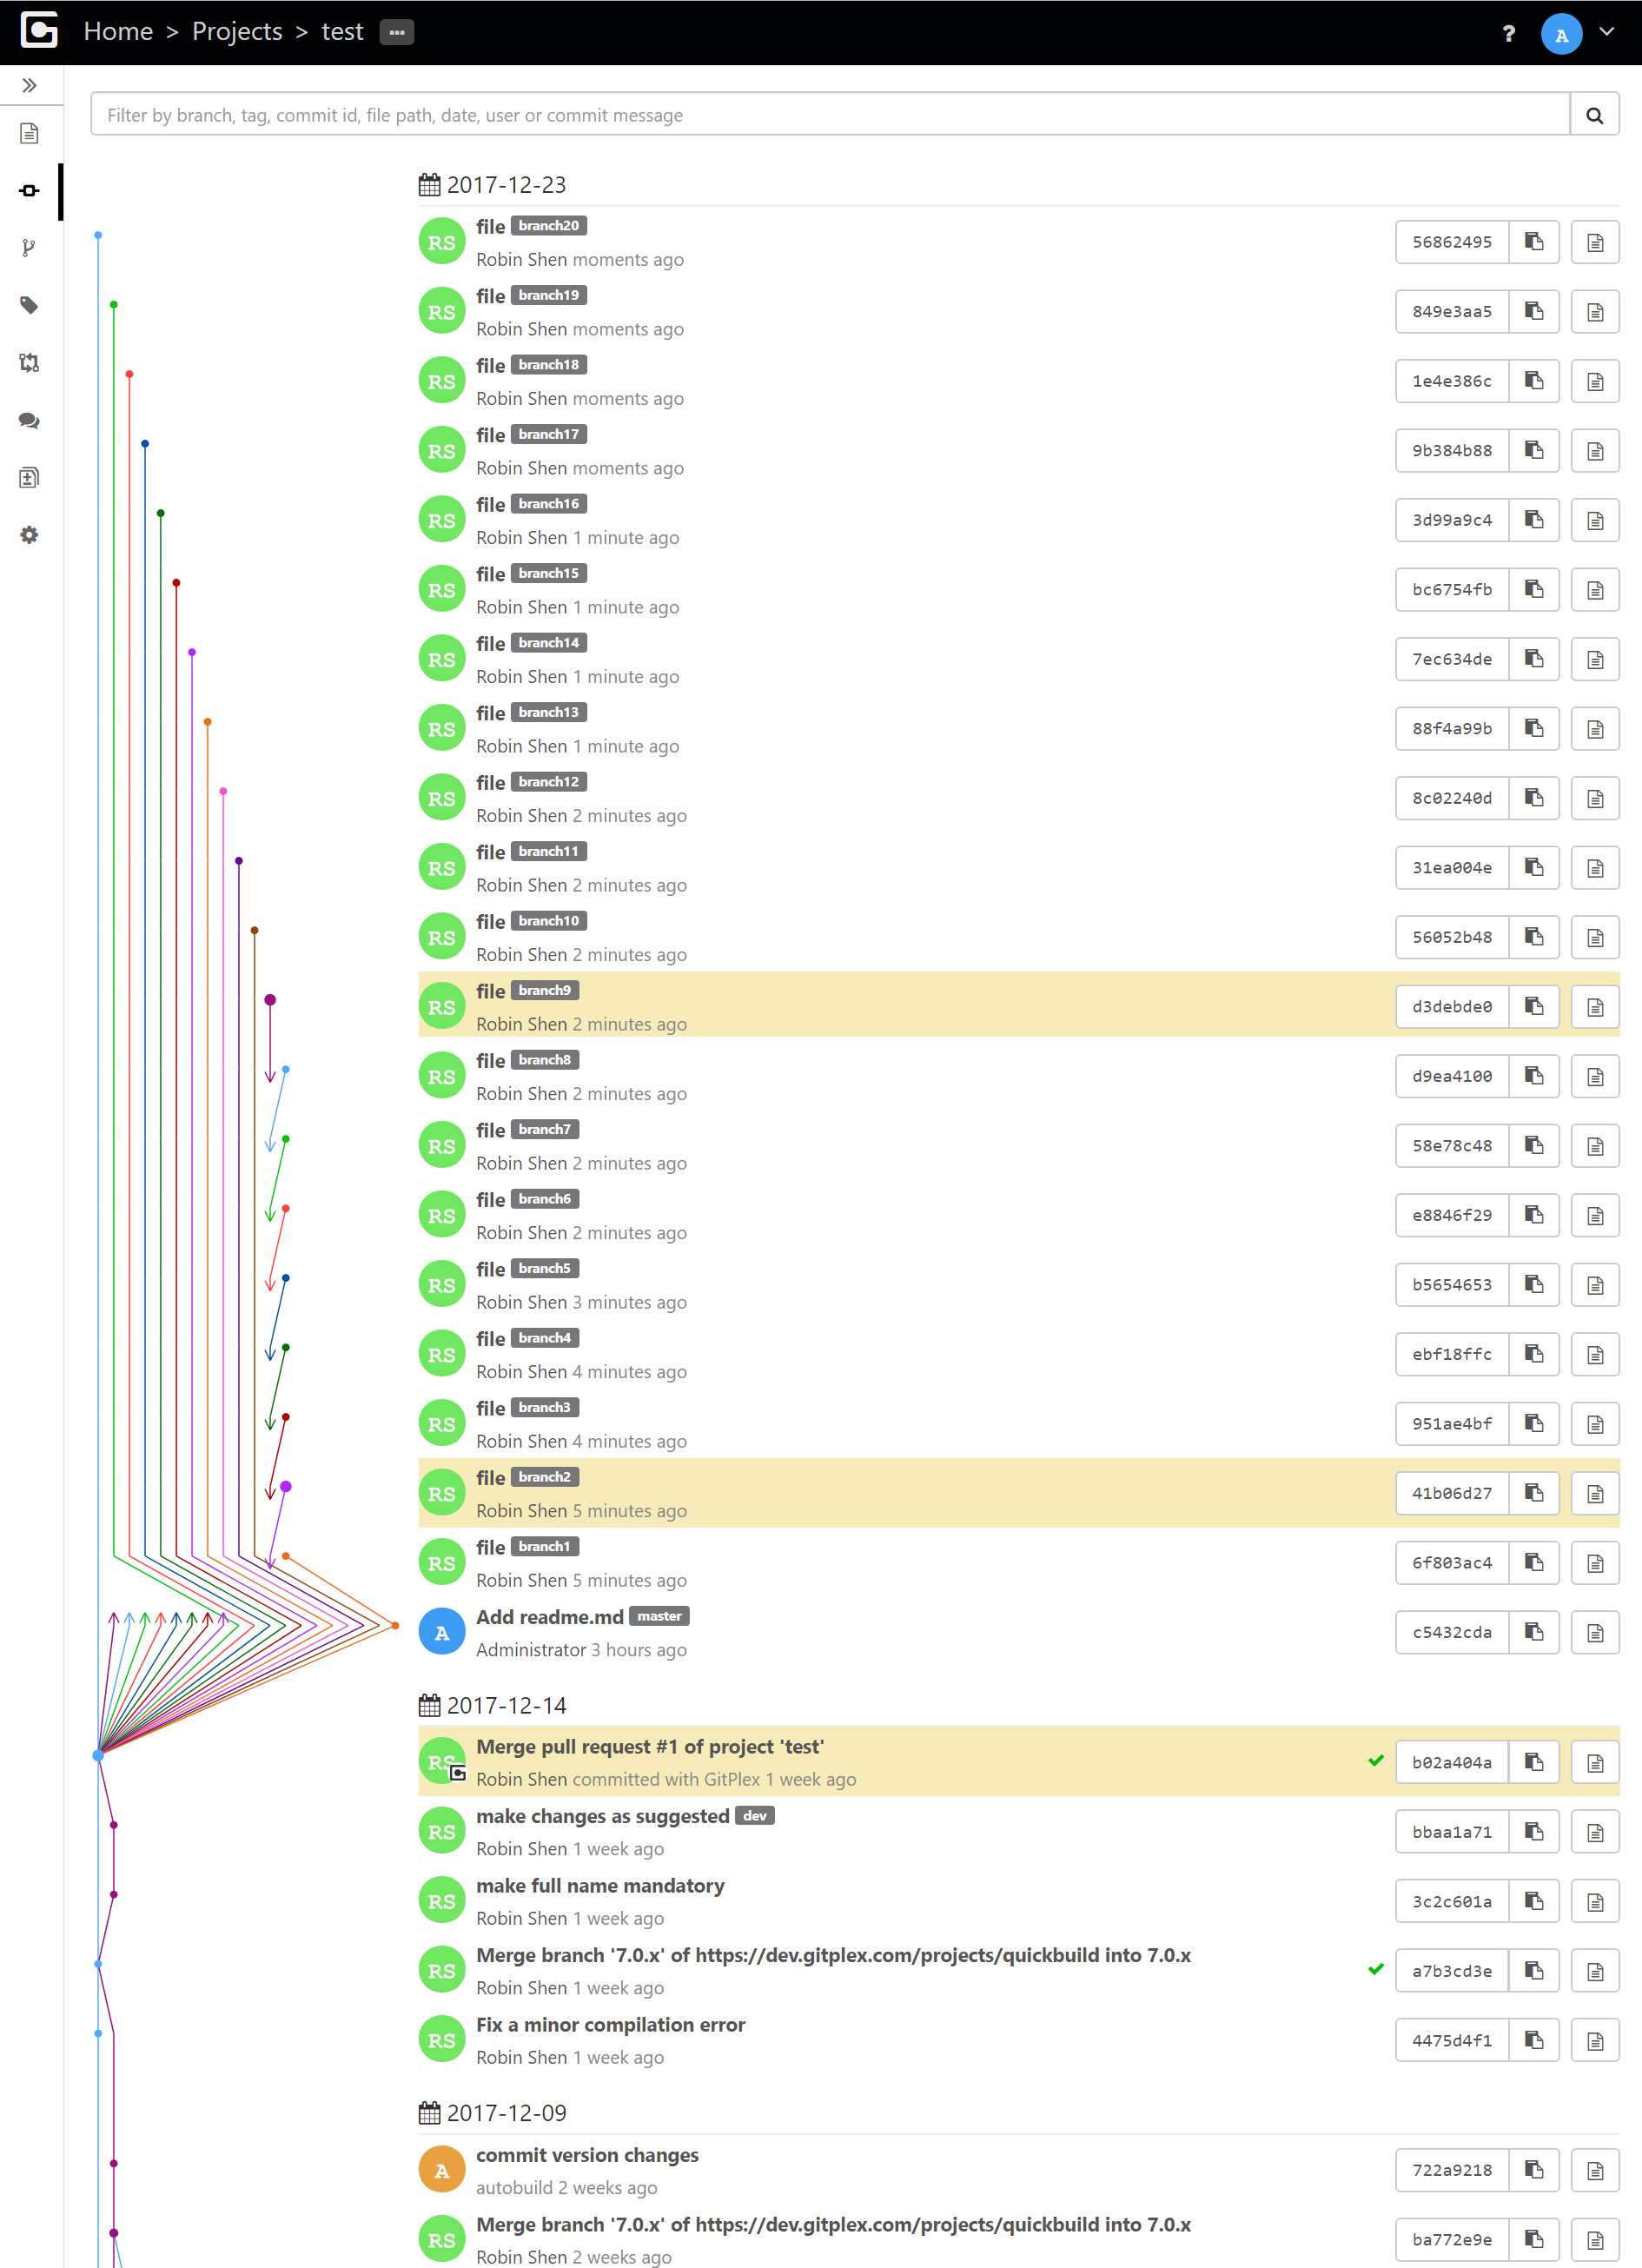 Home > Projects > test ...
? A
Filter by branch, tag, commit id, file path, date, user or commit message
2017-12-23
RS file branch20 56862495
Robin Shen moments ago
RS file branch19 849e3aa5
Robin Shen moments ago
RS file branch18 1e4e386c
Robin Shen moments ago
RS file branch17 9b384b88
Robin Shen moments ago
RS file branch16 3d99a9c4
Robin Shen 1 minute ago
RS file branch15 bc6754fb
Robin Shen 1 minute ago
RS file branch14 7ec634de
Robin Shen 1 minute ago
RS file branch13 88f4a99b
Robin Shen 1 minute ago
RS file branch12 8c02240d
Robin Shen 2 minutes ago
RS file branch11 31ea004e
Robin Shen 2 minutes ago
RS file branch10 56052b48
Robin Shen 2 minutes ago
RS file branch9 d3debde0
Robin Shen 2 minutes ago
RS file branch8 d9ea4100
Robin Shen 2 minutes ago
RS file branch7 58e78c48
Robin Shen 2 minutes ago
RS file branch6 e8846f29
Robin Shen 2 minutes ago
RS file branch5 b5654653
Robin Shen 3 minutes ago
RS file branch4 ebf18ffc
Robin Shen 4 minutes ago
RS file branch3 951ae4bf
Robin Shen 4 minutes ago
RS file branch2 41b06d27
Robin Shen 5 minutes ago
RS file branch1 6f803ac4
Robin Shen 5 minutes ago
A Add readme.md master c5432cda
Administrator 3 hours ago
2017-12-14
RS Merge pull request #1 of project 'test' b02a404a
Robin Shen committed with GitPlex 1 week ago
RS make changes as suggested dev bbaa1a71
Robin Shen 1 week ago
RS make full name mandatory 3c2c601a
Robin Shen 1 week ago
RS Merge branch '7.0.x' of https://dev.gitplex.com/projects/quickbuild into 7.0.x a7b3cd3e
Robin Shen 1 week ago
RS Fix a minor compilation error 4475d4f1
Robin Shen 1 week ago
2017-12-09
A commit version changes 722a9218
autobuild 2 weeks ago
RS Merge branch '7.0.x' of https://dev.gitplex.com/projects/quickbuild into 7.0.x ba772e9e
Robin Shen 2 weeks ago